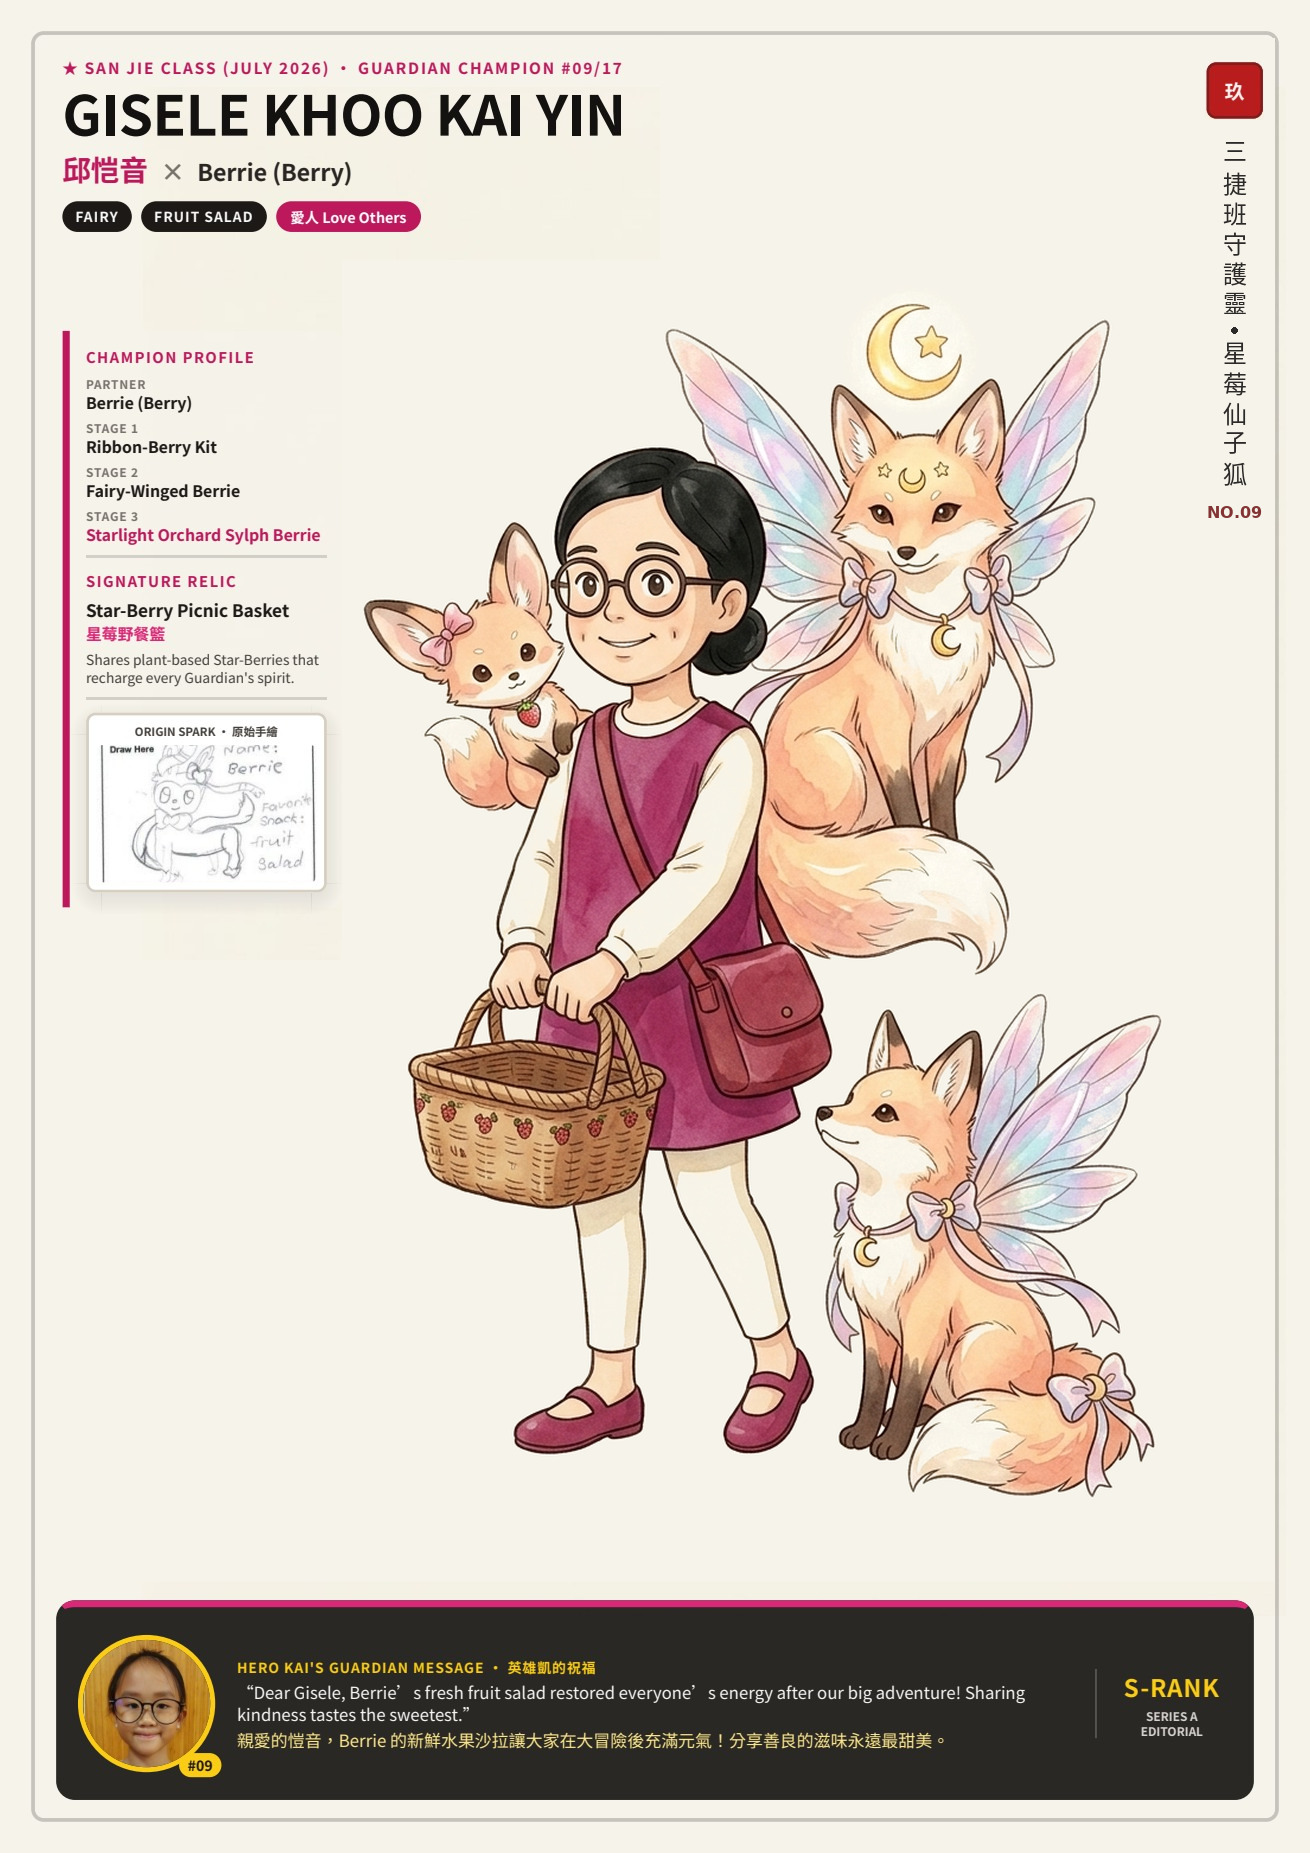 ★ SAN JIE CLASS (JULY 2026) • GUARDIAN CHAMPION #09/17
GISELE KHOO KAI YIN
邱恺音 × Berrie (Berry)
FAIRY
FRUIT SALAD
愛人 Love Others
玖
三捷班守護靈•星莓仙子狐
NO.09
CHAMPION PROFILE
PARTNER
Berrie (Berry)
STAGE 1
Ribbon-Berry Kit
STAGE 2
Fairy-Winged Berrie
STAGE 3
Starlight Orchard Sylph Berrie
SIGNATURE RELIC
Star-Berry Picnic Basket
星莓野餐籃
Shares plant-based Star-Berries that
recharge every Guardian's spirit.
ORIGIN SPARK • 原始手繪
Draw Here
Name:
Berrie
Favorit
Snack:
fruit
Salad
HERO KAI'S GUARDIAN MESSAGE • 英雄凱的祝福
“Dear Gisele, Berrie’s fresh fruit salad restored everyone’s energy after our big adventure! Sharing
kindness tastes the sweetest.”
親愛的愷音，Berrie 的新鮮水果沙拉讓大家在大冒險後充滿元氣！分享善良的滋味永遠最甜美。
#09
S-RANK
SERIES A
EDITORIAL